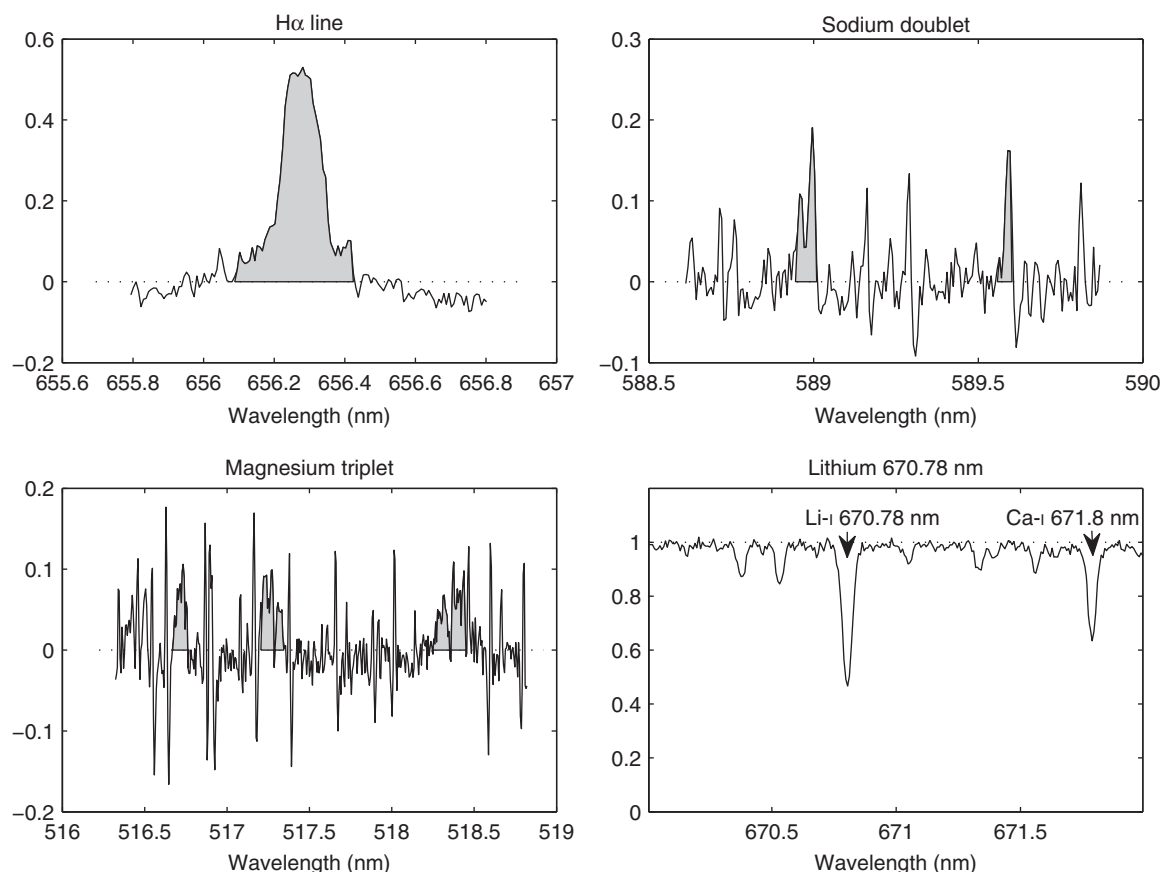 Hα line
0.6
0.4
0.2
0
−0.2
655.6 655.8 656 656.2 656.4 656.6 656.8 657
Wavelength (nm)
Sodium doublet
0.3
0.2
0.1
0
−0.1
588.5 589 589.5 590
Wavelength (nm)
Magnesium triplet
0.2
0.1
0
−0.1
−0.2
516 516.5 517 517.5 518 518.5 519
Wavelength (nm)
Lithium 670.78 nm
Li-ı 670.78 nm Ca-ı 671.8 nm
1
0.8
0.6
0.4
0.2
0
670.5 671 671.5
Wavelength (nm)